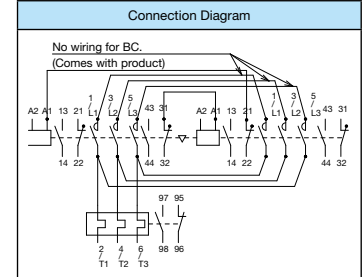 Connection Diagram
No wiring for BC.
(Comes with product)
1/L1 3/L2 5/L3
A2 A1 13 21 1/L1 3/L2 5/L3 43 31 A2 A1 13 21 43 31
14 22 44 32 14 22 44 32
97 95
98 96
2/T1 4/T2 6/T3